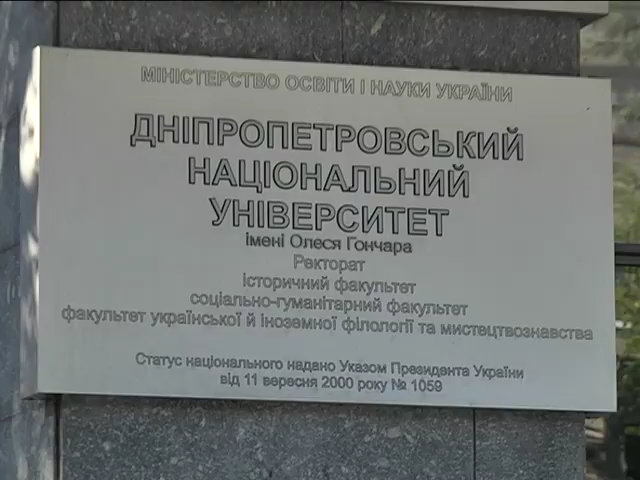 МІНІСТЕРСТВО ОСВІТИ І НАУКИ УКРАЇНИ
ДНІПРОПЕТРОВСЬКИЙ
НАЦІОНАЛЬНИЙ
УНІВЕРСИТЕТ
імені Олеся Гончара
Ректорат
історичний факультет
соціально-гуманітарний факультет
факультет української й іноземної філології та мистецтвознавства
Статус національного надано Указом Президента України
від 11 вересня 2000 року № 1059